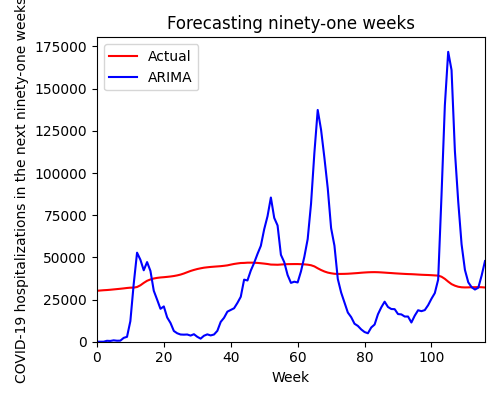 Forecasting ninety-one weeks
COVID-19 hospitalizations in the next ninety-one weeks
175000
150000
125000
100000
75000
50000
25000
0
Actual
ARIMA
0 20 40 60 80 100
Week